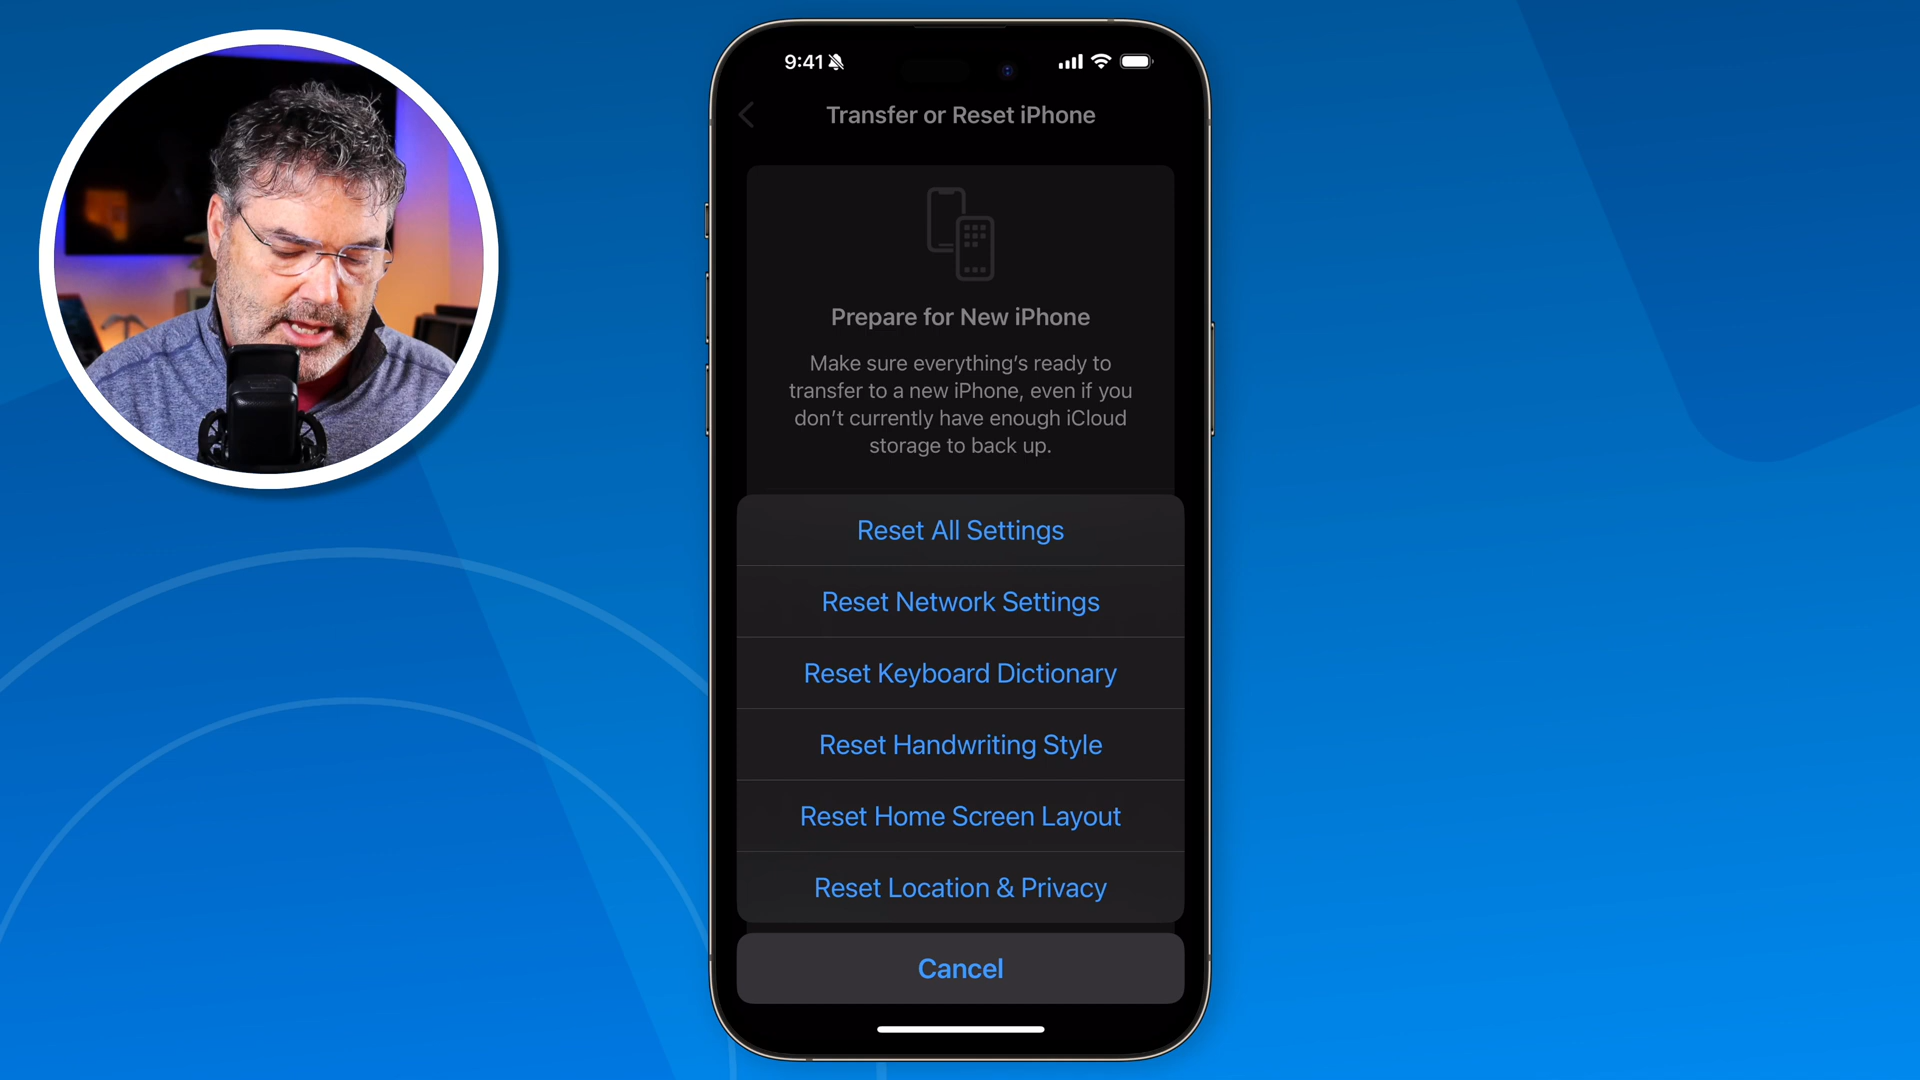 9:41
Transfer or Reset iPhone
Prepare for New iPhone
Make sure everything’s ready to
transfer to a new iPhone, even if you
don’t currently have enough iCloud
storage to back up.
Reset All Settings
Reset Network Settings
Reset Keyboard Dictionary
Reset Handwriting Style
Reset Home Screen Layout
Reset Location & Privacy
Cancel